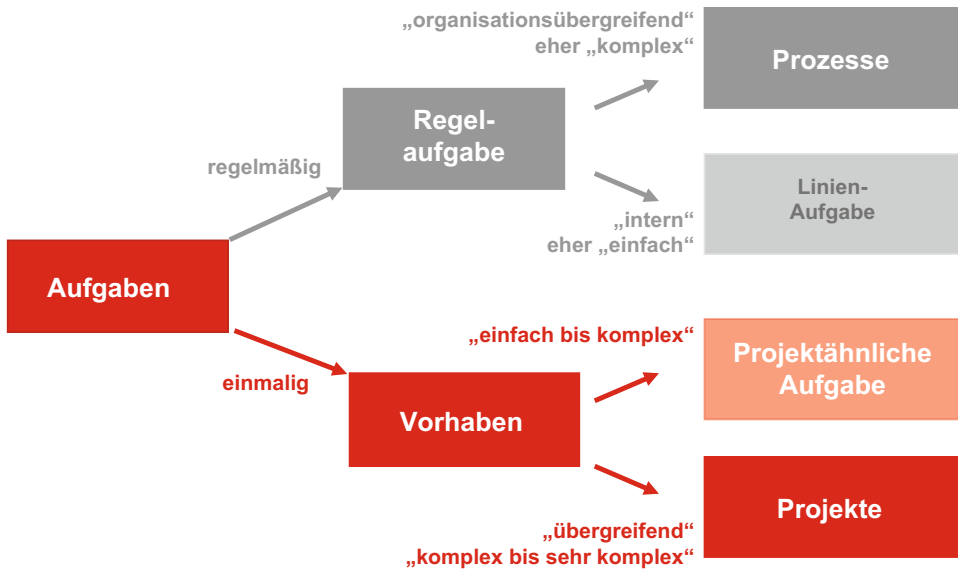 „organisationsübergreifend“
eher „komplex“
Prozesse
Regel-
aufgabe
regelmäßig
Linien-
Aufgabe
„intern“
eher „einfach“
Aufgaben
„einfach bis komplex“
Projektähnliche
Aufgabe
einmalig
Vorhaben
Projekte
„übergreifend“
„komplex bis sehr komplex“